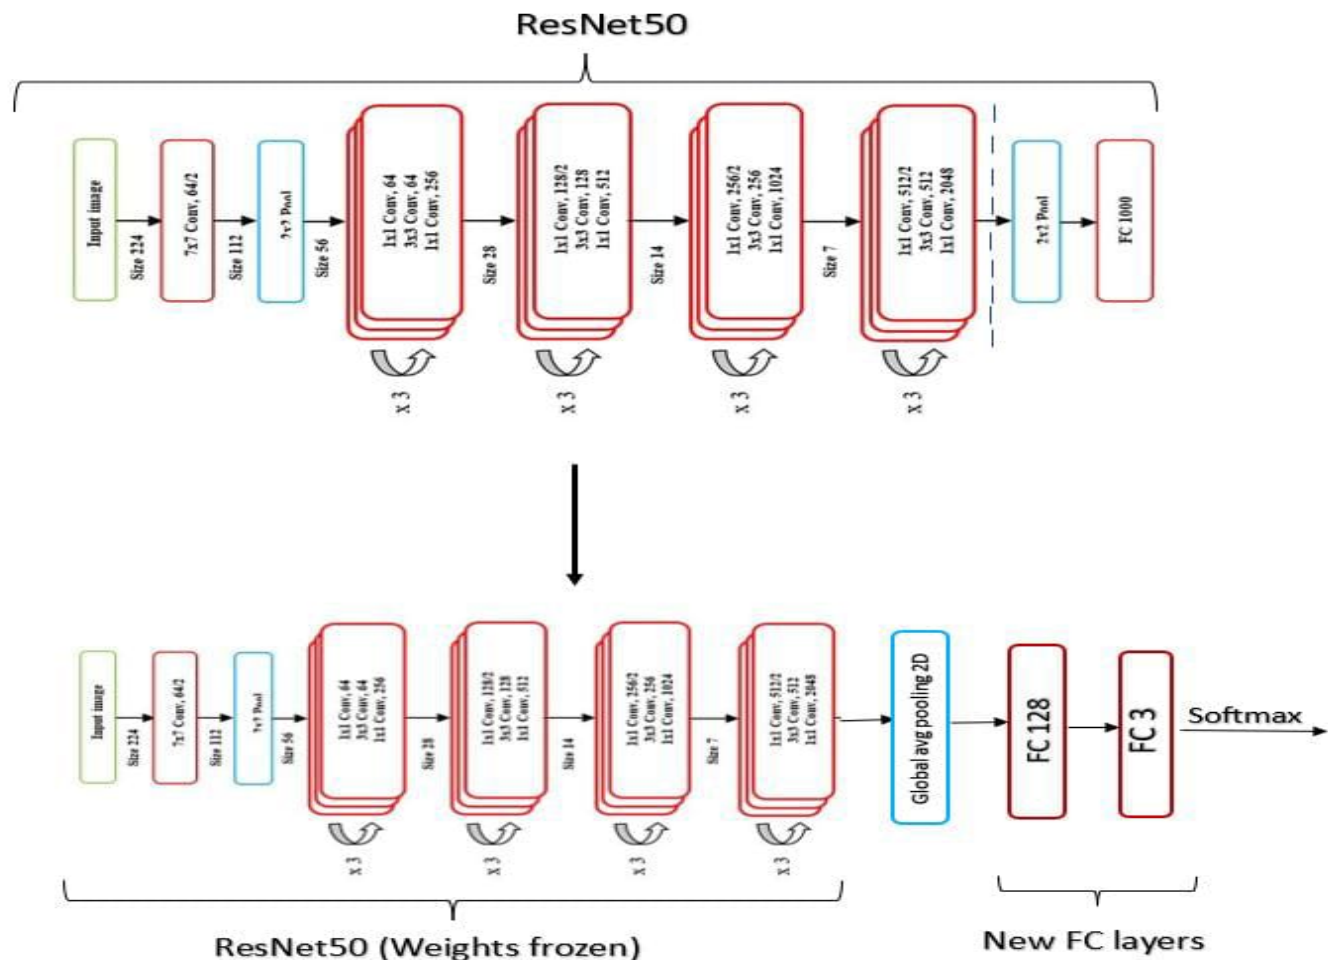 ResNet50
Input image
Size 224
7x7 Conv, 64/2
Size 112
2x2 Pool
Size 56
1x1 Conv, 64
3x3 Conv, 64
1x1 Conv, 256
x 3
Size 28
1x1 Conv, 128/2
3x3 Conv, 128
1x1 Conv, 512
x 3
Size 14
1x1 Conv, 256/2
3x3 Conv, 256
1x1 Conv, 1024
x 3
Size 7
1x1 Conv, 512/2
3x3 Conv, 512
1x1 Conv, 2048
x 3
2x2 Pool
FC 1000
Input image
Size 224
7x7 Conv, 64/2
Size 112
2x2 Pool
Size 56
1x1 Conv, 64
3x3 Conv, 64
1x1 Conv, 256
x 3
Size 28
1x1 Conv, 128/2
3x3 Conv, 128
1x1 Conv, 512
x 3
Size 14
1x1 Conv, 256/2
3x3 Conv, 256
1x1 Conv, 1024
x 3
Size 7
1x1 Conv, 512/2
3x3 Conv, 512
1x1 Conv, 2048
x 3
Global avg pooling 2D
FC 128
FC 3
Softmax
ResNet50 (Weights frozen)
New FC layers